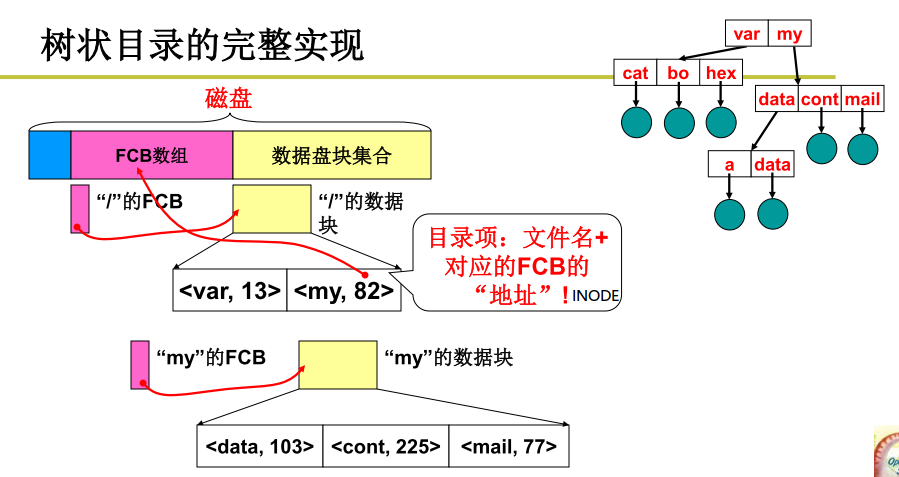 树状目录的完整实现
var my
cat bo hex
data cont mail
a data
磁盘
FCB数组
数据盘块集合
“/”的FCB
“/”的数据
块
目录项：文件名+
对应的FCB的
“地址”!INODE
<var, 13> <my, 82>
“my”的FCB
“my”的数据块
<data, 103> <cont, 225> <mail, 77>